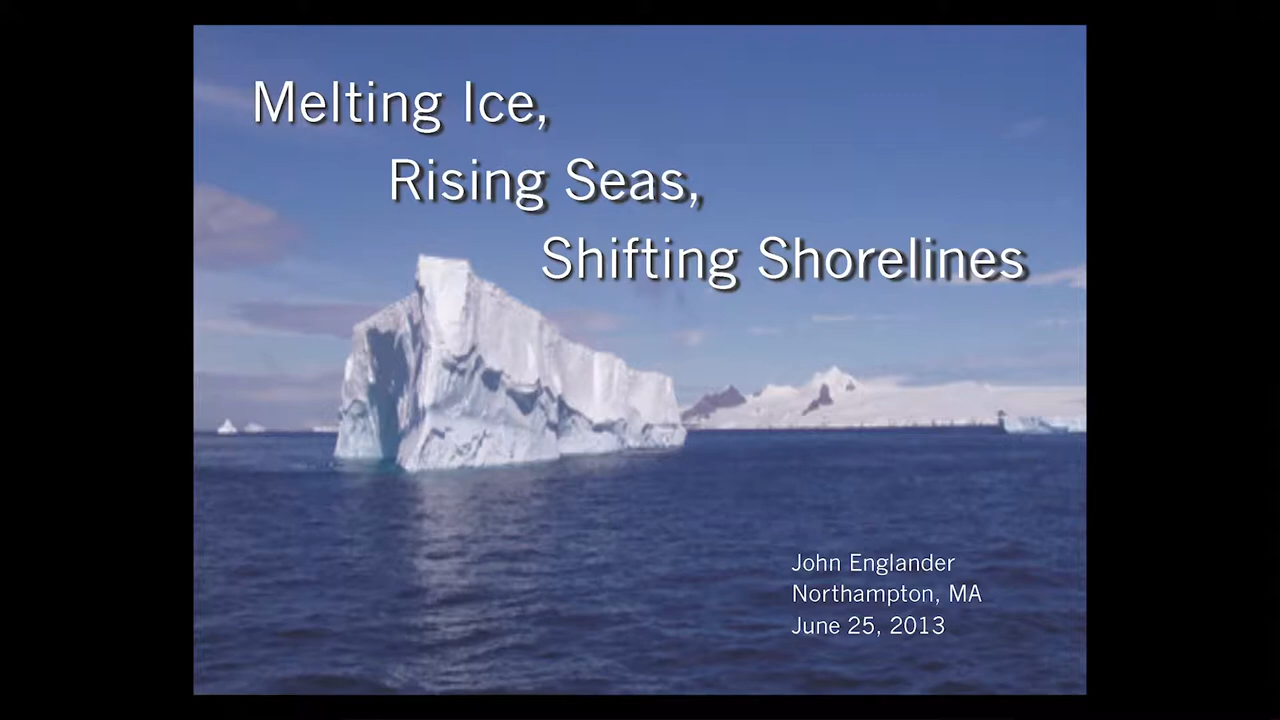 Melting Ice,
Rising Seas,
Shifting Shorelines
John Englander
Northampton, MA
June 25, 2013